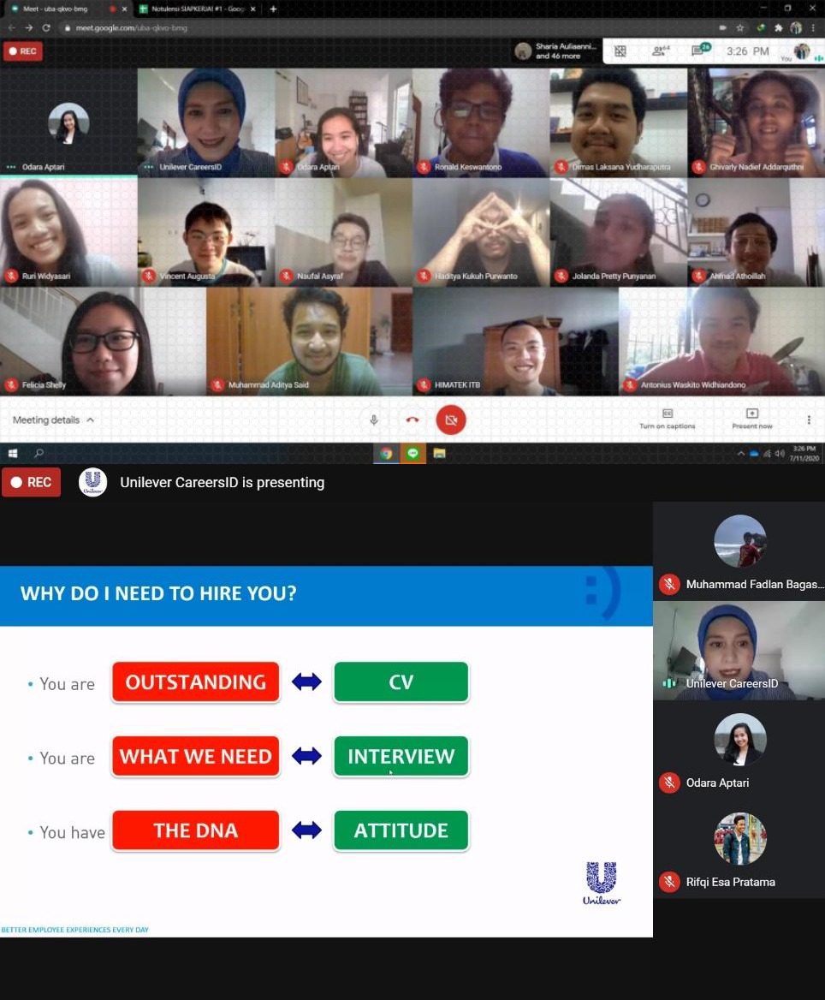 Meet - uba-qkvo-bmg
Notulensi SIAPKERJA! #1 - Goog
meet.google.com/uba-qkvo-bmg
REC
Sharia Auliaanni...
and 46 more
64
26
3:26 PM
You
Odara Aptari
Unilever CareersID
Odara Aptari
Ronald Keswantono
Dimas Laksana Yudharaputra
Ghivarly Nadief Addarquthni
Ruri Widyasari
Vincent Augusta
Naufal Asyraf
Haditya Kukuh Purwanto
Jolanda Pretty Punyanan
Ahmad Athoillah
Felicia Shelly
Muhammad Aditya Said
HIMATEK ITB
Antonius Waskito Widhiandono
Meeting details
Turn on captions
Present now
3:26 PM
7/11/2020
REC
Unilever
Unilever CareersID is presenting
WHY DO I NEED TO HIRE YOU?
:)
• You are OUTSTANDING CV
• You are WHAT WE NEED INTERVIEW
• You have THE DNA ATTITUDE
Unilever
BETTER EMPLOYEE EXPERIENCES EVERY DAY
Muhammad Fadlan Bagas...
Unilever CareersID
Odara Aptari
Rifqi Esa Pratama